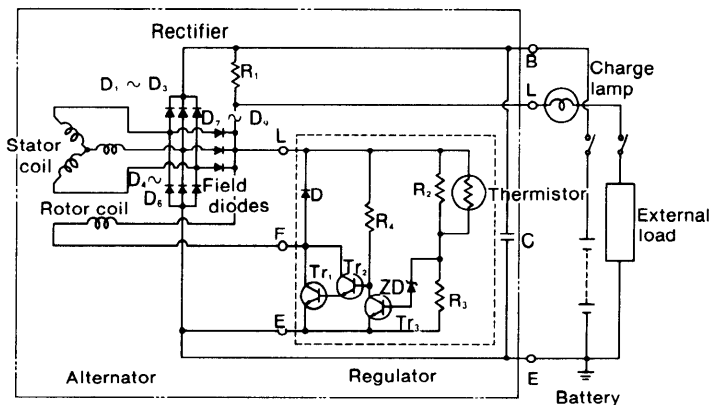 Rectifier
B
R1
Charge
lamp
D1 ~ D3
L
D7 ~ D9
L
Stator
coil
D4~
D6
Field
diodes
D
R2
Thermistor
Rotor coil
R4
External
load
F
C
Tr1
Tr2
ZD
R3
E
Tr3
Alternator
Regulator
E
Battery